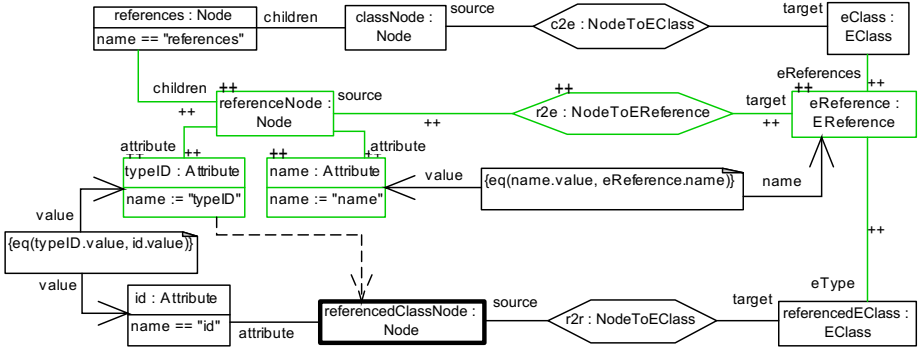 references : Node
name == "references"
children
classNode :
Node
source
c2e : NodeToEClass
target
eClass :
EClass
children
++
++
referenceNode :
Node
source
++
++
r2e : NodeToEReference
target
++
eReferences
++
++
eReference :
EReference
attribute
++
++
typeID : Attribute
name := "typeID"
++
attribute
++
name : Attribute
name := "name"
value
{eq(name.value, eReference.name)}
name
value
{eq(typeID.value, id.value)}
value
++
id : Attribute
name == "id"
attribute
referencedClassNode :
Node
source
r2r : NodeToEClass
target
eType
referencedEClass :
EClass